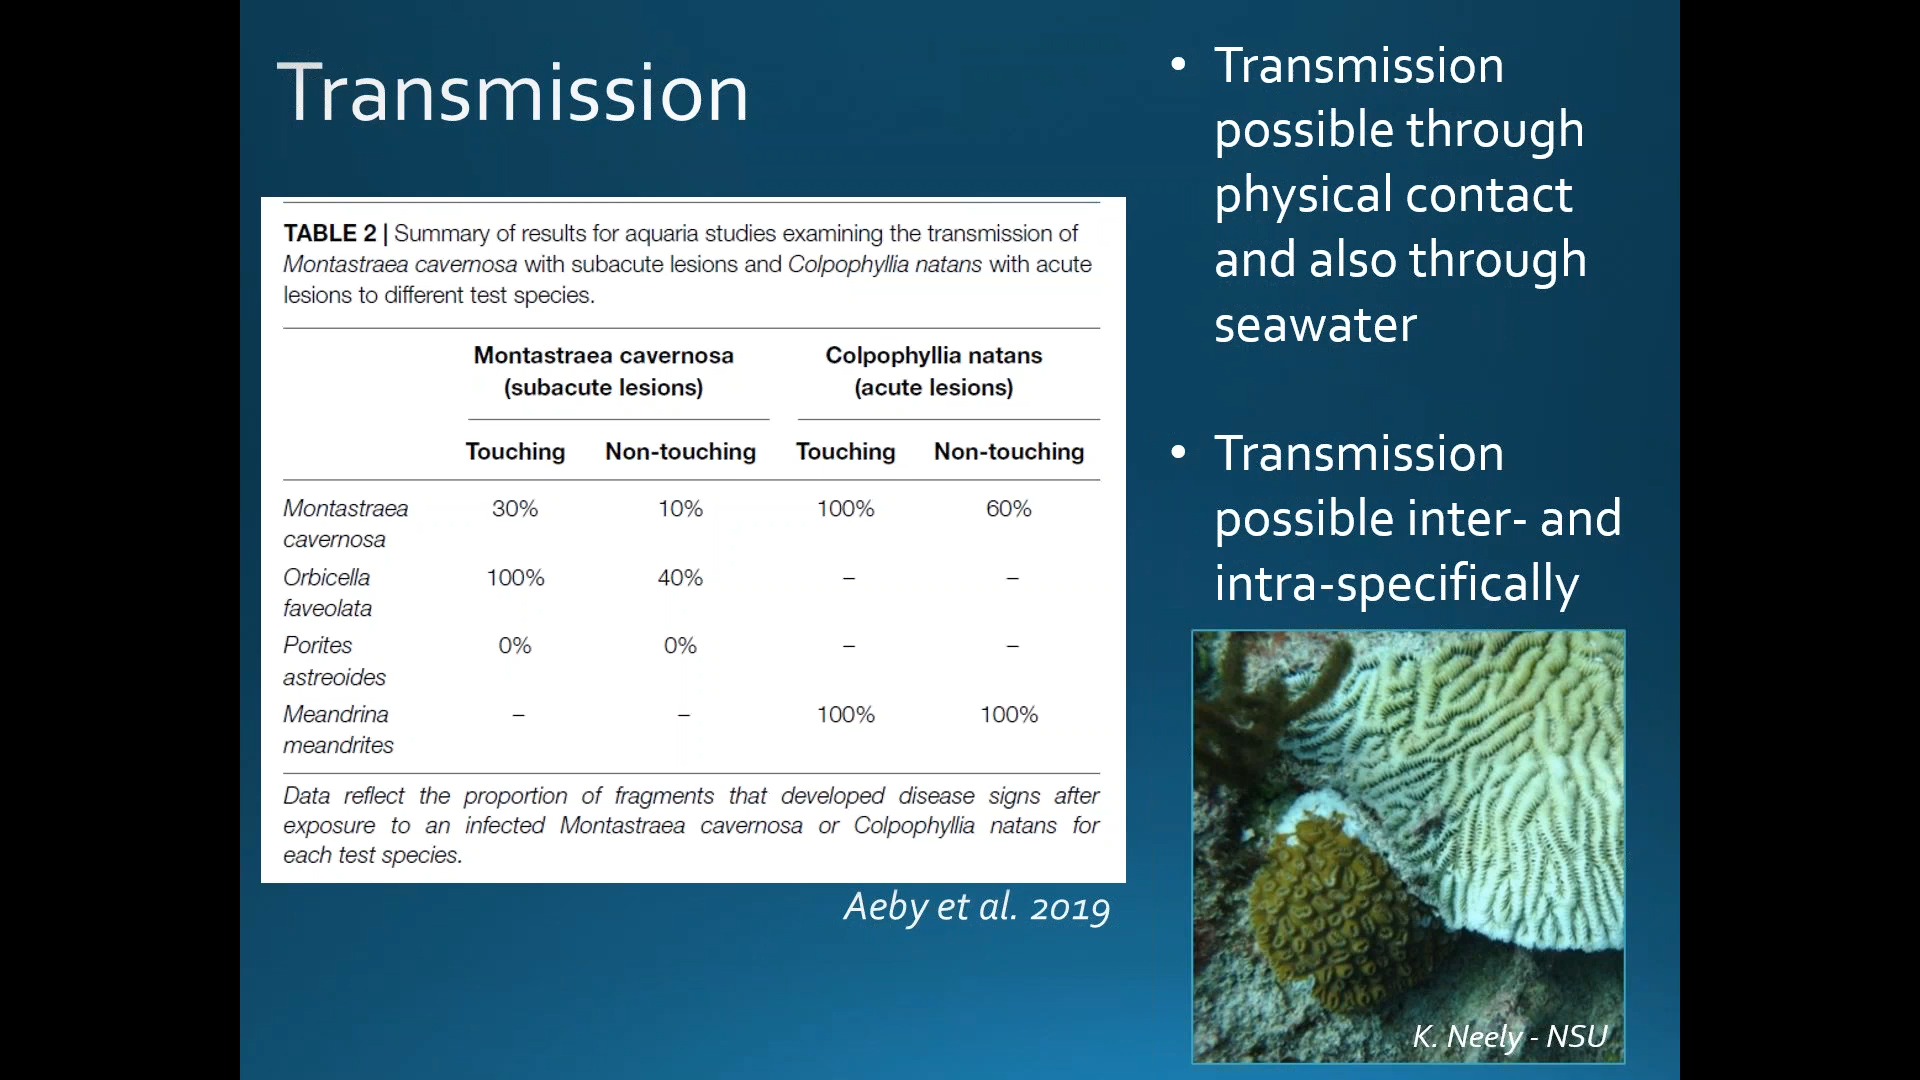 Transmission
TABLE 2 | Summary of results for aquaria studies examining the transmission of
Montastraea cavernosa with subacute lesions and Colpophyllia natans with acute
lesions to different test species.
Montastraea cavernosa Colpophyllia natans
(subacute lesions) (acute lesions)
Touching Non-touching Touching Non-touching
Montastraea 30% 10% 100% 60%
cavernosa
Orbicella 100% 40% – –
faveolata
Porites 0% 0% – –
astreoides
Meandrina – – 100% 100%
meandrites
Data reflect the proportion of fragments that developed disease signs after
exposure to an infected Montastraea cavernosa or Colpophyllia natans for
each test species.
Aeby et al. 2019
• Transmission
possible through
physical contact
and also through
seawater
• Transmission
possible inter- and
intra-specifically
K. Neely - NSU